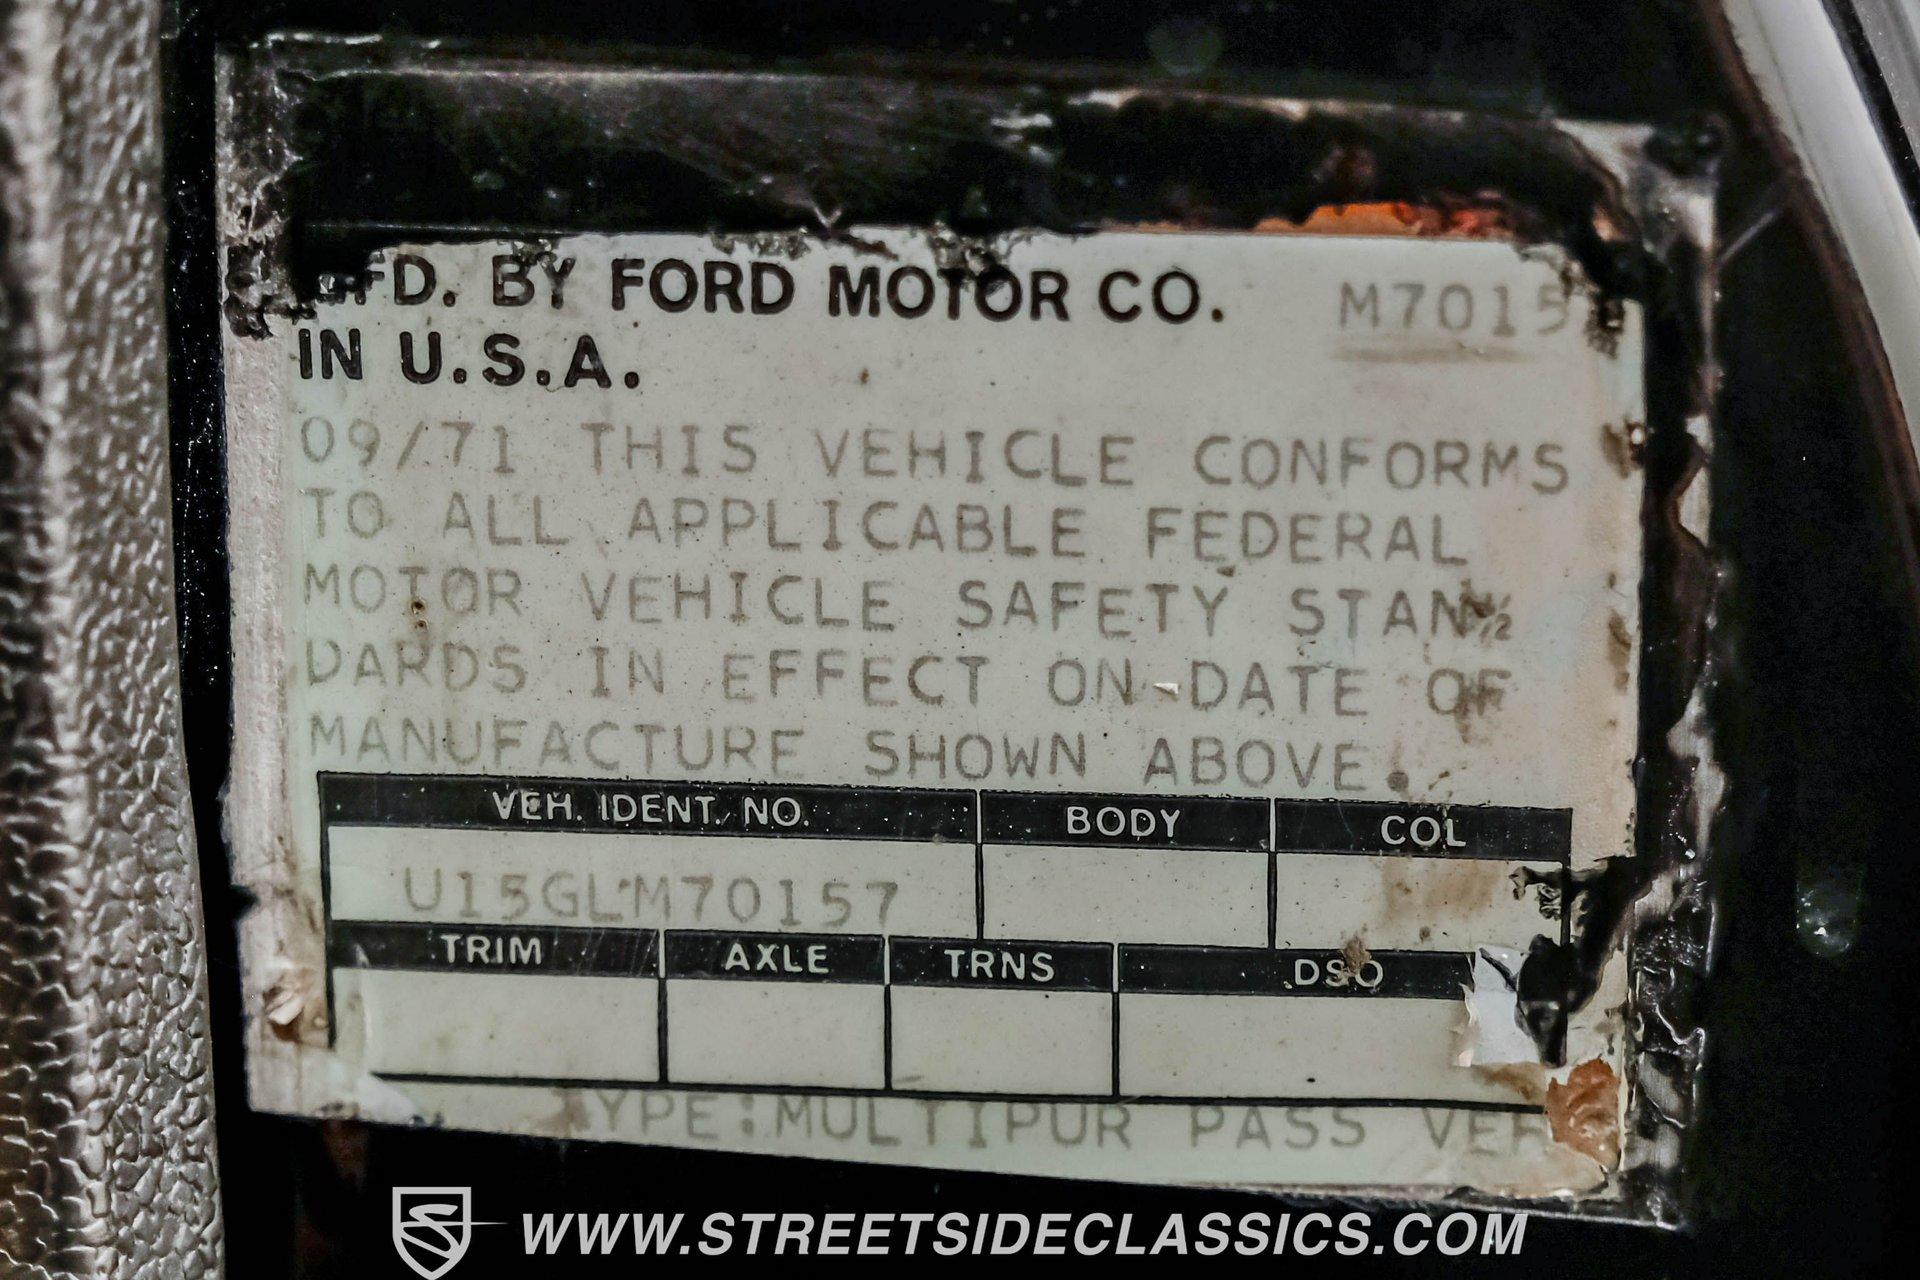 MFD. BY FORD MOTOR CO. M7015
IN U.S.A.
09/71 THIS VEHICLE CONFORMS
TO ALL APPLICABLE FEDERAL
MOTOR VEHICLE SAFETY STAN½
DARDS IN EFFECT ON DATE OF
MANUFACTURE SHOWN ABOVE.
VEH. IDENT. NO. BODY COL
U15GLM70157
TRIM AXLE TRNS DSO
TYPE:MULTIPUR PASS VEH
WWW.STREETSIDECLASSICS.COM